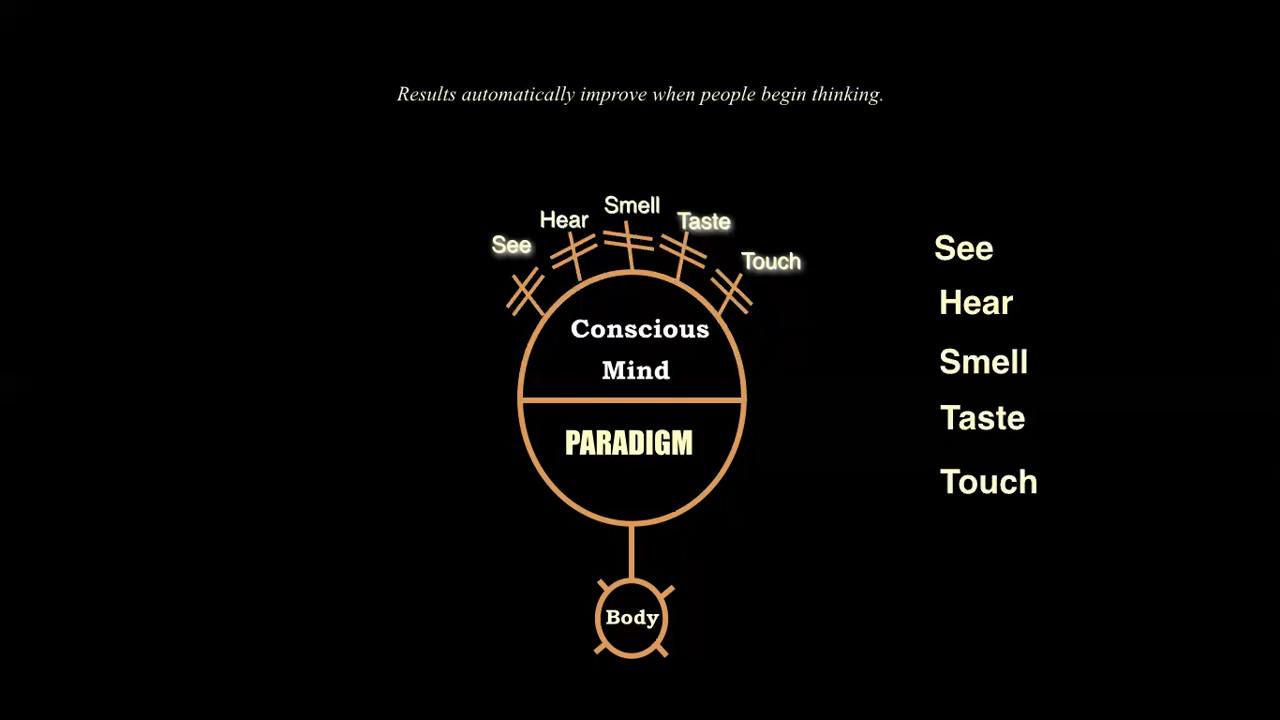 Results automatically improve when people begin thinking.
See
Hear
Smell
Taste
Touch
Conscious
Mind
PARADIGM
Body
See
Hear
Smell
Taste
Touch